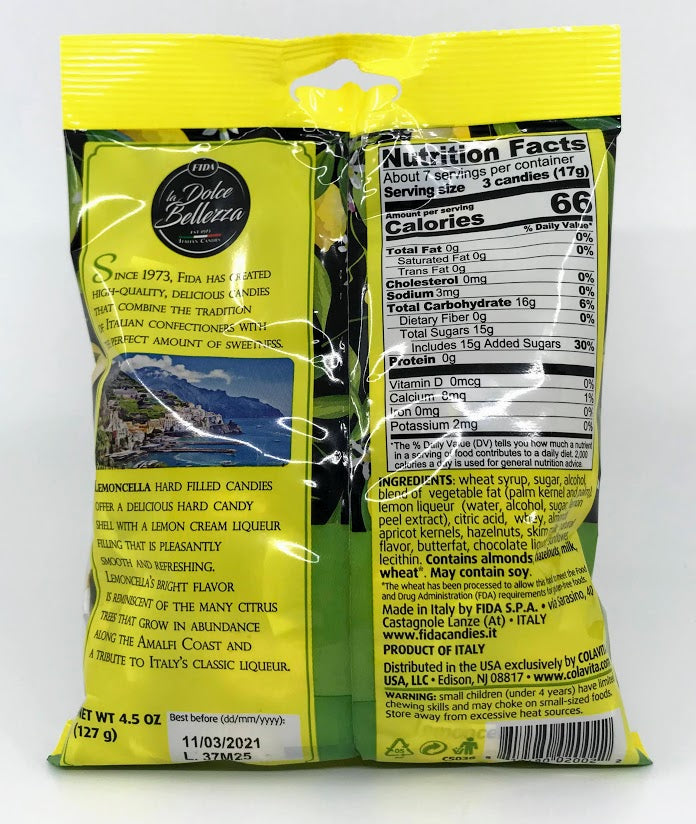 FIDA
la Dolce
Bellezza
EST 1973
ITALIAN CANDIES
SINCE 1973, FIDA HAS CREATED
HIGH-QUALITY, DELICIOUS CANDIES
THAT COMBINE THE TRADITION
OF ITALIAN CONFECTIONERS WITH
PERFECT AMOUNT OF SWEETNESS.
LEMONCELLA HARD FILLED CANDIES
OFFER A DELICIOUS HARD CANDY
SHELL WITH A LEMON CREAM LIQUEUR
FILLING THAT IS PLEASANTLY
SMOOTH AND REFRESHING.
LEMONCELLA'S BRIGHT FLAVOR
IS REMINISCENT OF THE MANY CITRUS
TREES THAT GROW IN ABUNDANCE
ALONG THE AMALFI COAST AND
A TRIBUTE TO ITALY'S CLASSIC LIQUEUR.
NET WT 4.5 OZ
(127 g)
Best before (dd/mm/yyyy):
11/03/2021
L. 37M25
Nutrition Facts
About 7 servings per container
Serving size 3 candies (17g)
Amount per serving
Calories 66
% Daily Value*
Total Fat 0g 0%
Saturated Fat 0g 0%
Trans Fat 0g
Cholesterol 0mg 0%
Sodium 3mg 0%
Total Carbohydrate 16g 6%
Dietary Fiber 0g 0%
Total Sugars 15g
Includes 15g Added Sugars 30%
Protein 0g
Vitamin D 0mcg 0%
Calcium 8mg 1%
Iron 0mg 0%
Potassium 2mg 0%
*The % Daily Value (DV) tells you how much a nutrient
in a serving of food contributes to a daily diet. 2,000
calories a day is used for general nutrition advice.
INGREDIENTS: wheat syrup, sugar, alcohol,
blend of vegetable fat (palm kernel and palm),
lemon liqueur (water, alcohol, sugar, lemon
peel extract), citric acid, whey, almond,
apricot kernels, hazelnuts, skim
flavor, butterfat, chocolate
lecithin. Contains almonds, hazelnuts, milk,
wheat*. May contain soy.
*The wheat has been processed to allow this food to meet the Food
and Drug Administration (FDA) requirements for gluten-free foods.
Made in Italy by FIDA S.P.A. • via Sarasino, 40
Castagnole Lanze (At) • ITALY
www.fidacandies.it
PRODUCT OF ITALY
Distributed in the USA exclusively by COLAVITA
USA, LLC • Edison, NJ 08817 • www.colavita.com
WARNING: small children (under 4 years) have limited
chewing skills and may choke on small-sized foods.
Store away from excessive heat sources.